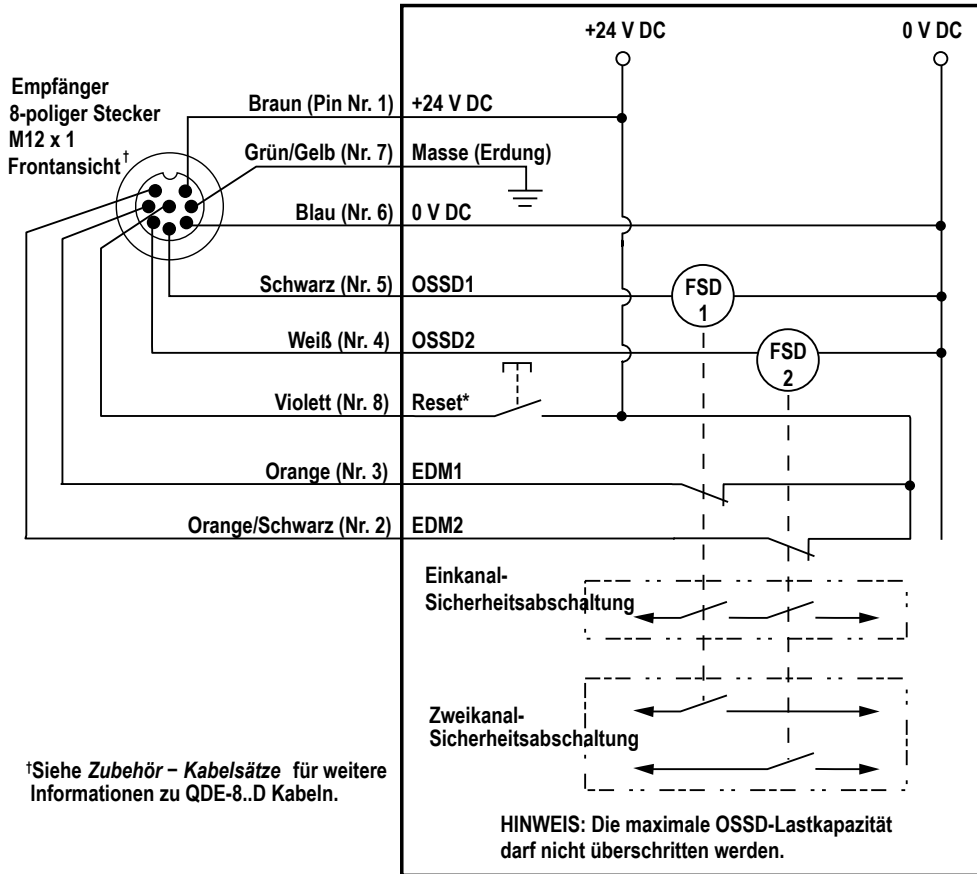 +24 V DC
0 V DC
Empfänger
8-poliger Stecker
M12 x 1
Frontansicht†
Braun (Pin Nr. 1)
+24 V DC
Grün/Gelb (Nr. 7)
Masse (Erdung)
Blau (Nr. 6)
0 V DC
Schwarz (Nr. 5)
OSSD1
FSD
1
Weiß (Nr. 4)
OSSD2
FSD
2
Violett (Nr. 8)
Reset*
Orange (Nr. 3)
EDM1
Orange/Schwarz (Nr. 2)
EDM2
Einkanal-
Sicherheitsabschaltung
Zweikanal-
Sicherheitsabschaltung
†Siehe Zubehör – Kabelsätze für weitere
Informationen zu QDE-8..D Kabeln.
HINWEIS: Die maximale OSSD-Lastkapazität
darf nicht überschritten werden.